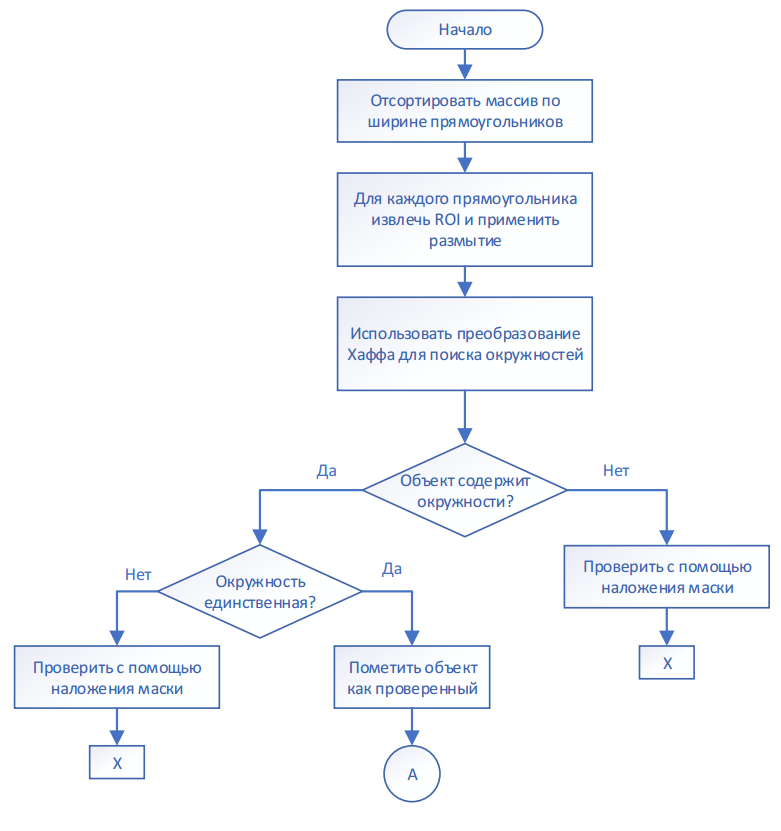 Начало
Отсортировать массив по
ширине прямоугольников
Для каждого прямоугольника
извлечь ROI и применить
размытие
Использовать преобразование
Хаффа для поиска окружностей
Объект содержит
окружности?
Да
Нет
Окружность
единственная?
Нет
Да
Проверить с помощью
наложения маски
X
Проверить с помощью
наложения маски
X
Пометить объект
как проверенный
A